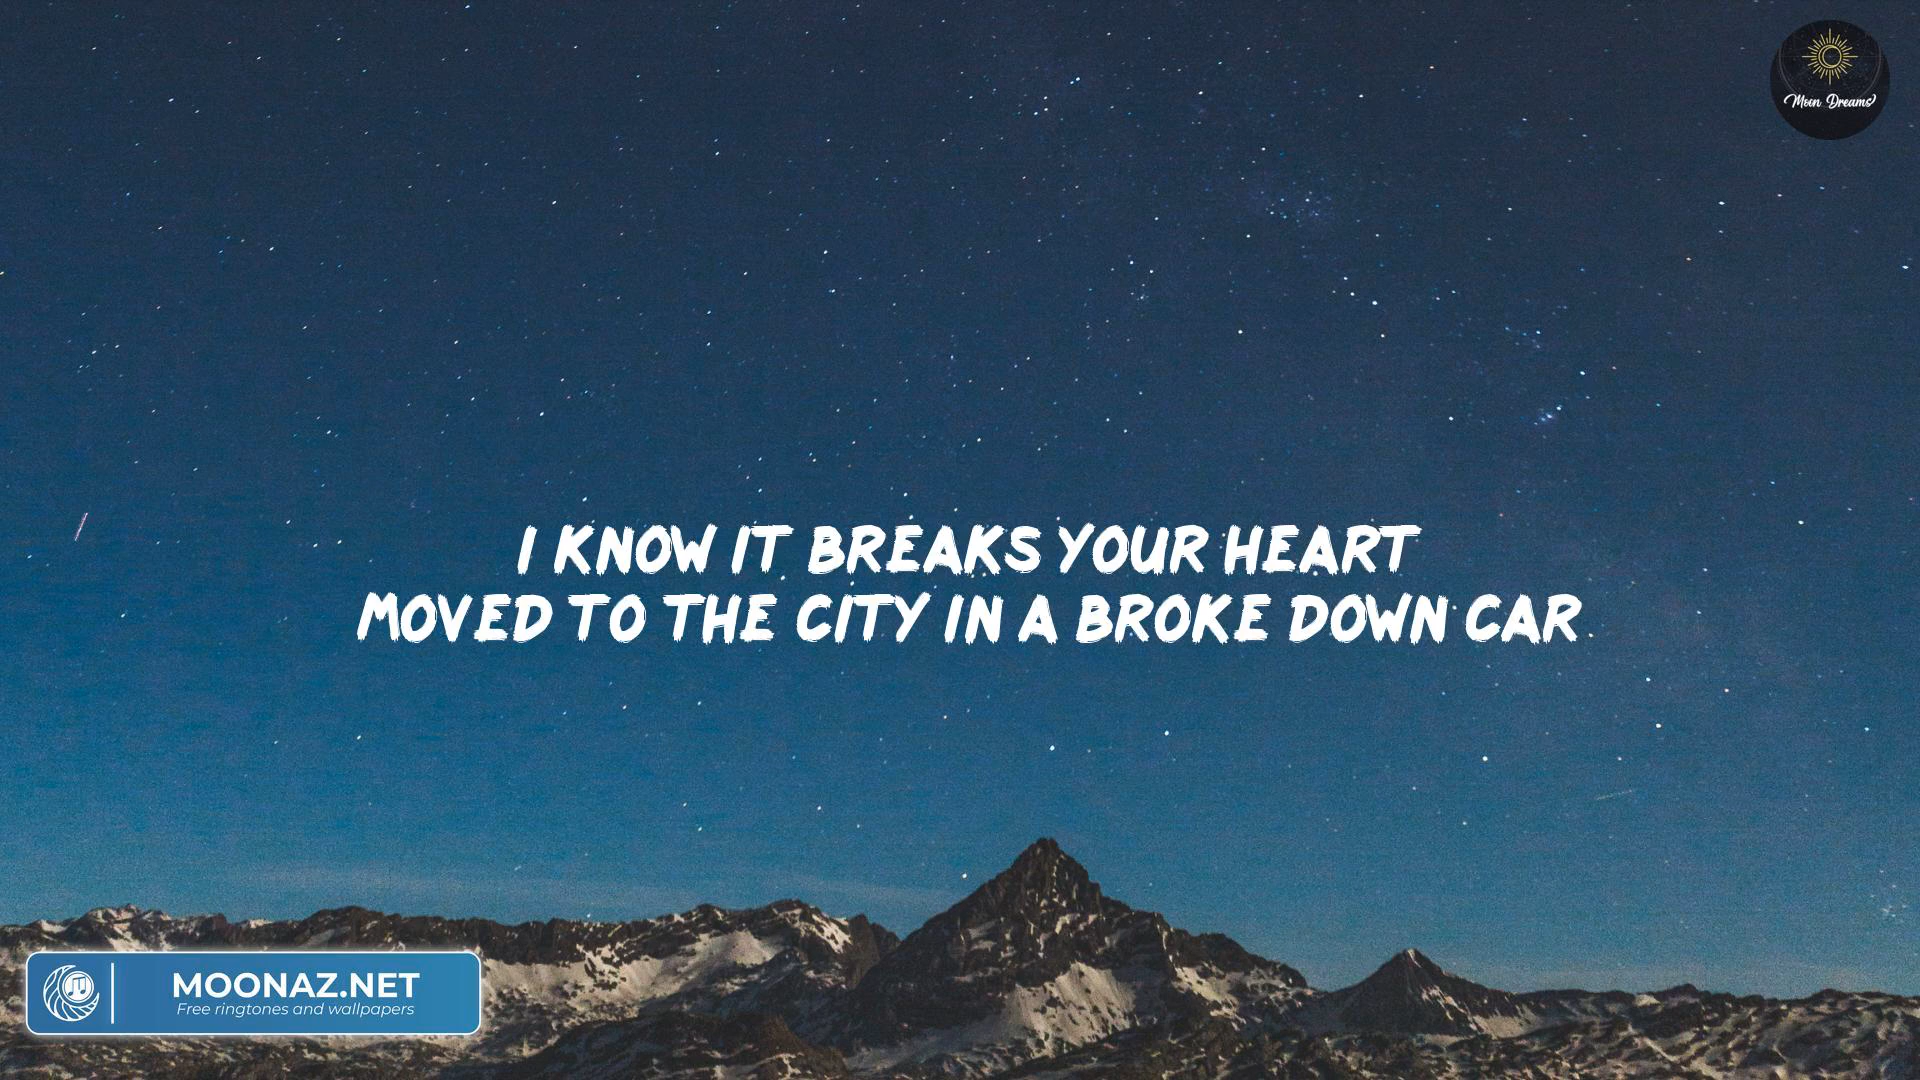 Moon Dreams
I KNOW IT BREAKS YOUR HEART
MOVED TO THE CITY IN A BROKE DOWN CAR
MOONAZ.NET
Free ringtones and wallpapers